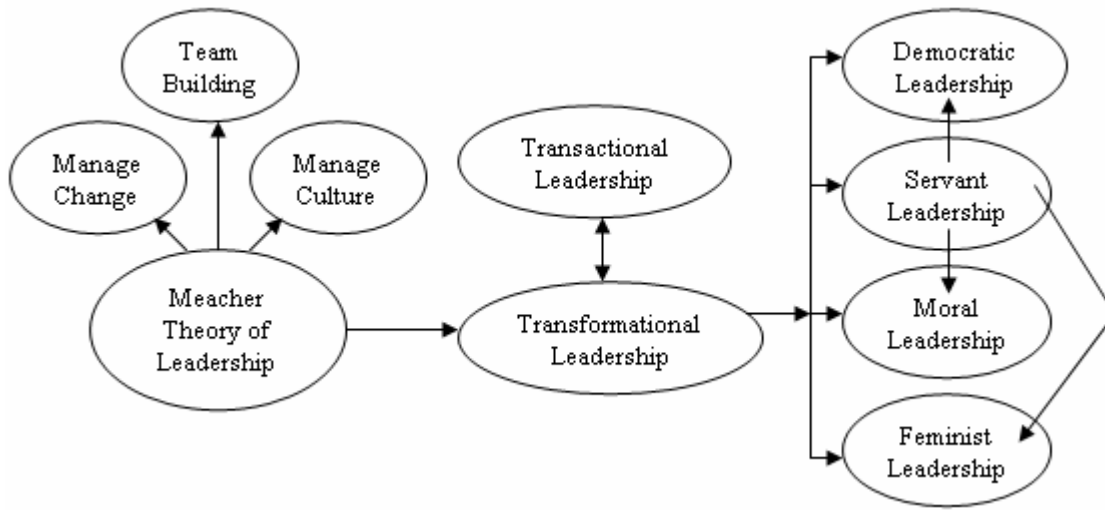 Team
Building
Manage
Change
Manage
Culture
Meacher
Theory of
Leadership
Transactional
Leadership
Transformational
Leadership
Democratic
Leadership
Servant
Leadership
Moral
Leadership
Feminist
Leadership